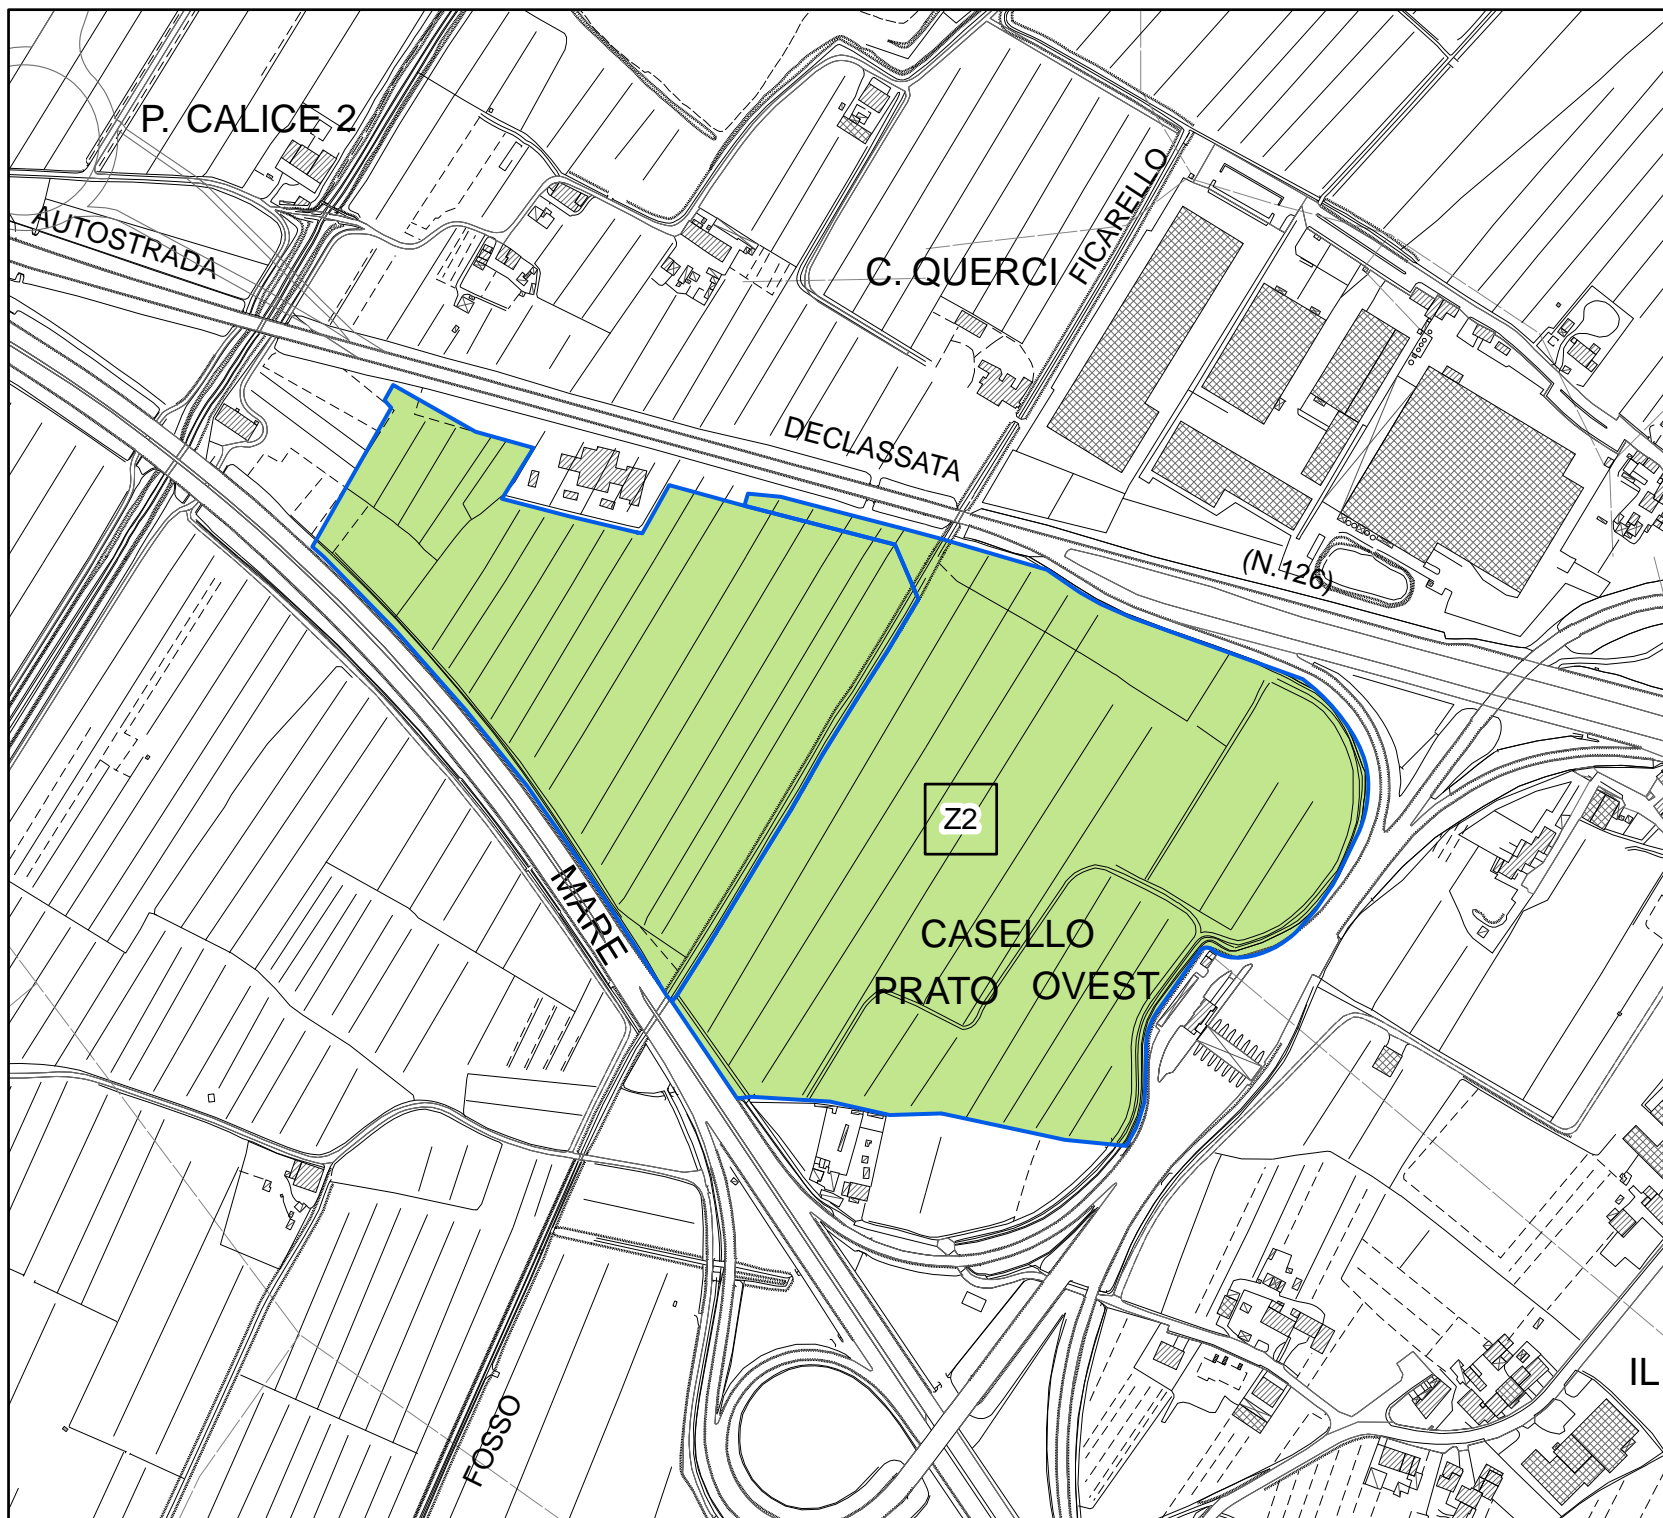 P. CALICE 2
AUTOSTRADA
C. QUERCI
FICARELLO
DECLASSATA
(N.126)
Z2
MARE
CASELLO
PRATO OVEST
IL
FOSSO